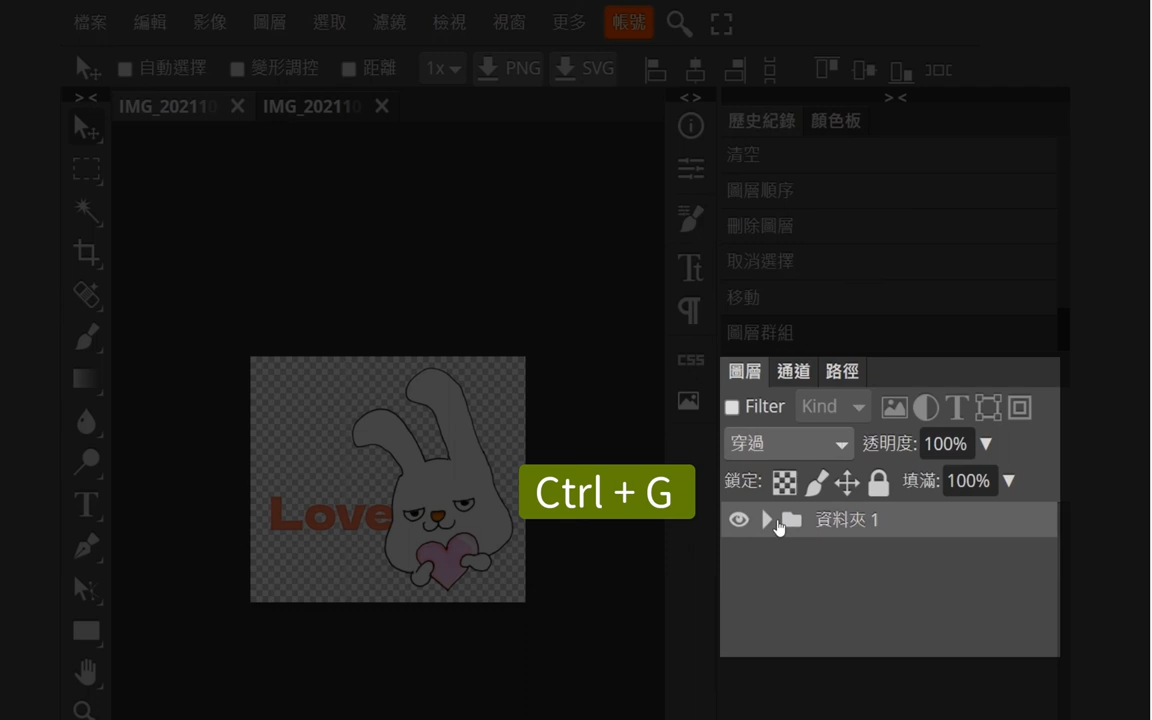 檔案 編輯 影像 圖層 選取 濾鏡 檢視 視窗 更多 帳號
自動選擇 變形調控 距離 1x PNG SVG
> < IMG_202110 IMG_202110 < > > <
歷史紀錄 顏色板
清空
圖層順序
刪除圖層
取消選擇
移動
圖層群組
CSS
圖層 通道 路徑
Filter Kind
穿過 透明度: 100%
鎖定: 填滿: 100%
資料夾 1
Love
Ctrl + G